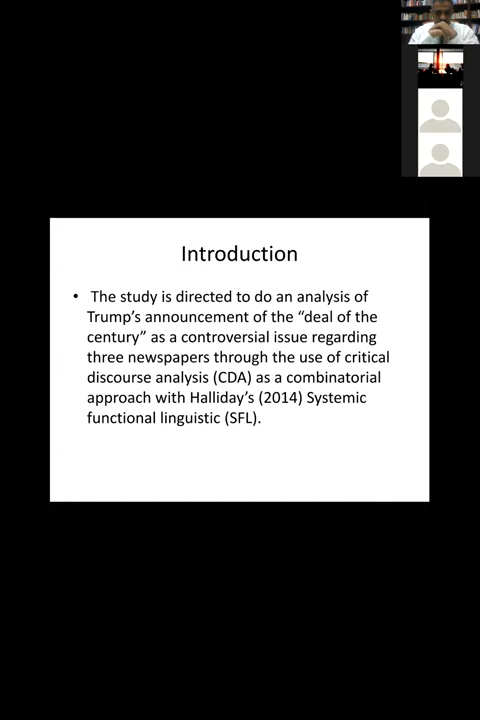 Introduction
• The study is directed to do an analysis of
Trump's announcement of the “deal of the
century” as a controversial issue regarding
three newspapers through the use of critical
discourse analysis (CDA) as a combinatorial
approach with Halliday's (2014) Systemic
functional linguistic (SFL).